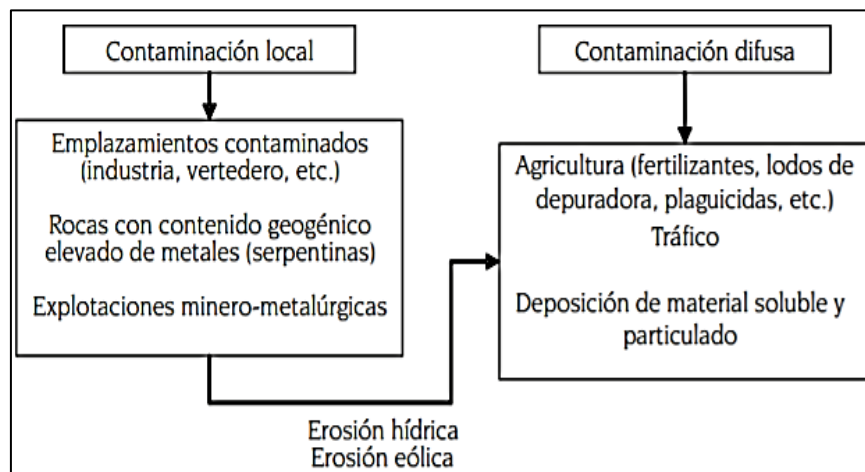 Contaminación local
Emplazamientos contaminados
(industria, vertedero, etc.)
Rocas con contenido geogénico
elevado de metales (serpentinas)
Explotaciones minero-metalúrgicas
Contaminación difusa
Agricultura (fertilizantes, lodos de
depuradora, plaguicidas, etc.)
Tráfico
Deposición de material soluble y
particulado
Erosión hídrica
Erosión eólica